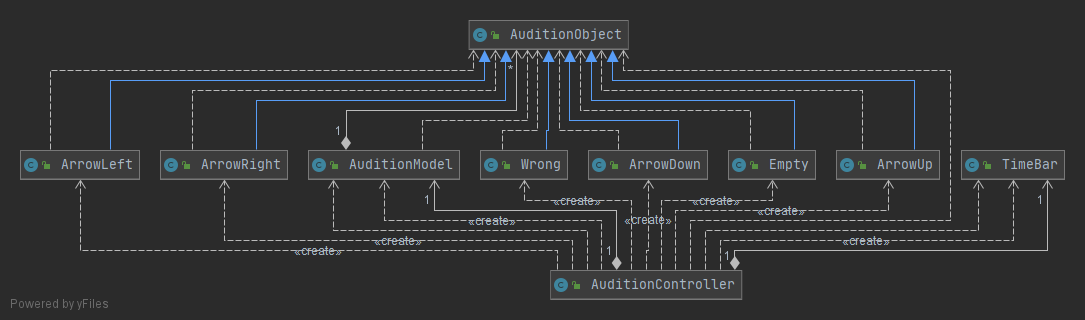 AuditionObject
*
1
ArrowLeft
ArrowRight
AuditionModel
Wrong
ArrowDown
Empty
ArrowUp
TimeBar
1
1
«create»
«create»
«create»
«create»
«create»
«create»
«create»
1
1
AuditionController
Powered by yFiles